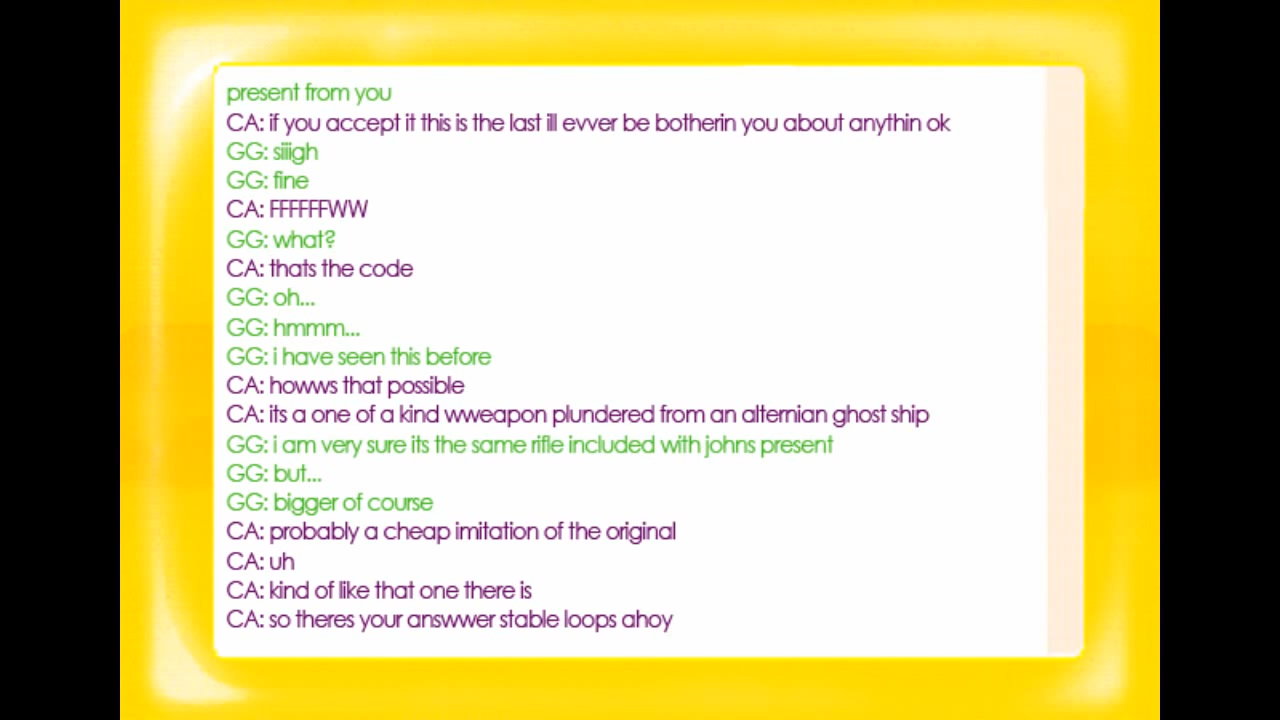 present from you
CA: if you accept it this is the last ill evver be botherin you about anythin ok
GG: siiigh
GG: fine
CA: FFFFFFWW
GG: what?
CA: thats the code
GG: oh...
GG: hmmm...
GG: i have seen this before
CA: howws that possible
CA: its a one of a kind wweapon plundered from an alternian ghost ship
GG: i am very sure its the same rifle included with johns present
GG: but...
GG: bigger of course
CA: probably a cheap imitation of the original
CA: uh
CA: kind of like that one there is
CA: so theres your answwer stable loops ahoy